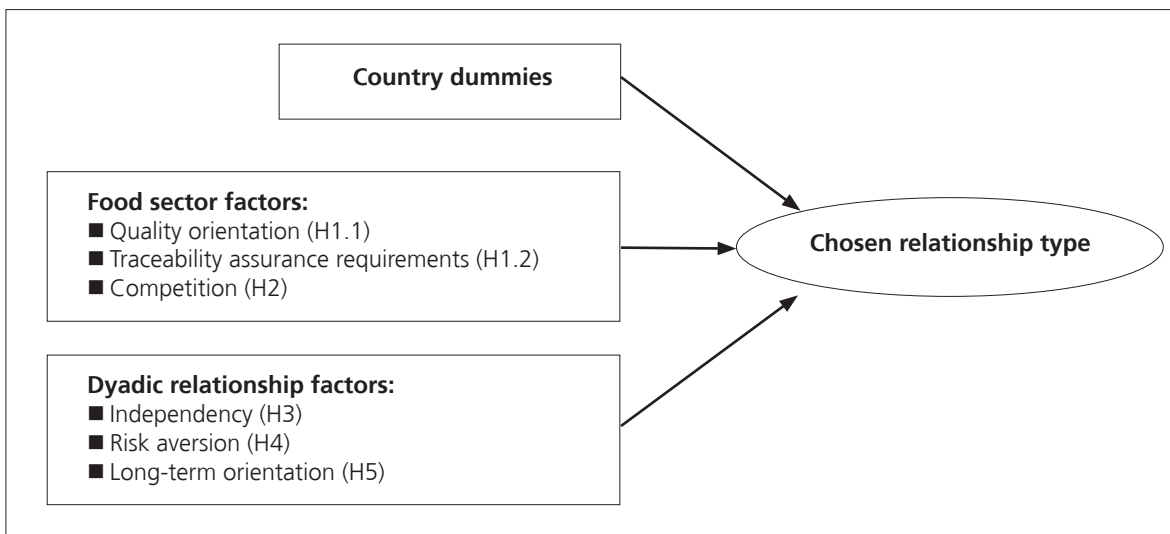 Country dummies
Food sector factors:
■ Quality orientation (H1.1)
■ Traceability assurance requirements (H1.2)
■ Competition (H2)
Chosen relationship type
Dyadic relationship factors:
■ Independency (H3)
■ Risk aversion (H4)
■ Long-term orientation (H5)